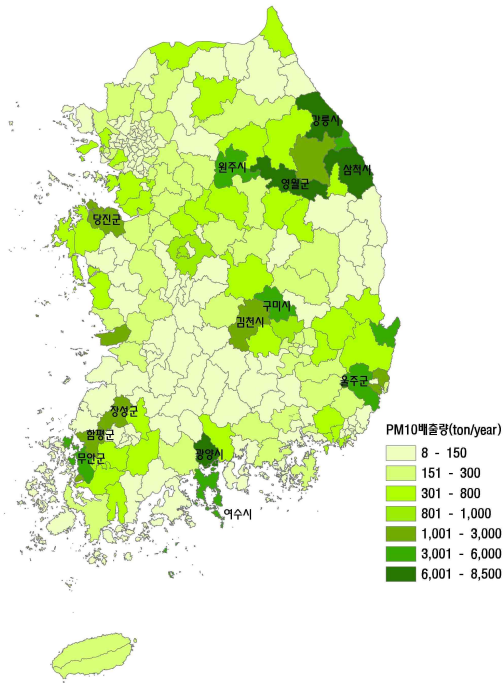 강릉시
원주시
삼척시
영월군
당진군
구미시
김천시
울주군
장성군
함평군
무안군
광양시
여수시
PM10배출량(ton/year)
8 - 150
151 - 300
301 - 800
801 - 1,000
1,001 - 3,000
3,001 - 6,000
6,001 - 8,500